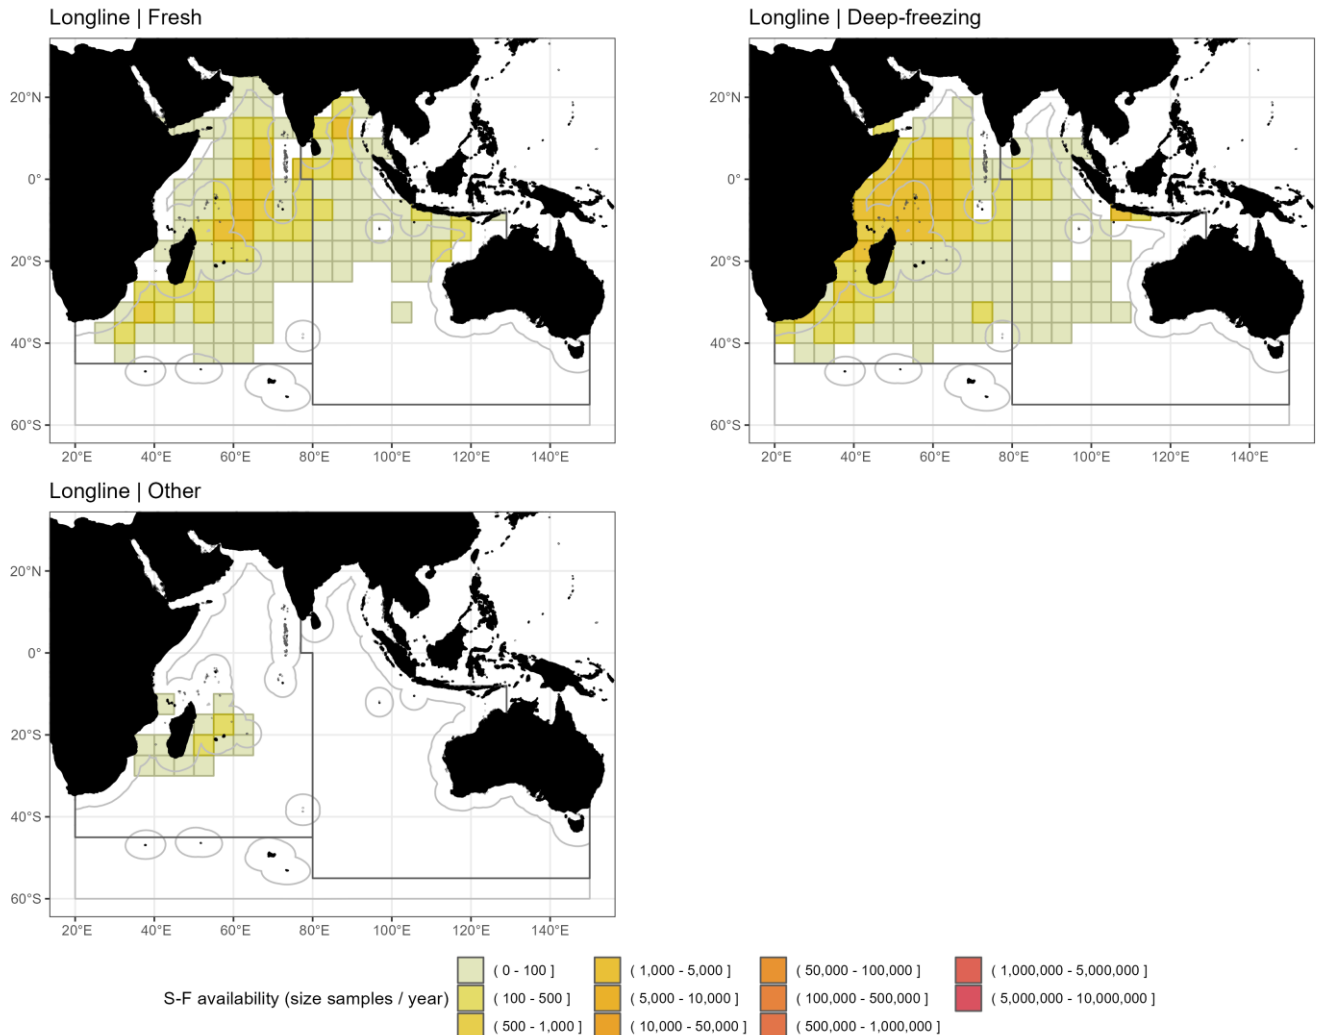 Longline | Fresh
Longline | Deep-freezing
20°N
0°
20°S
40°S
60°S
20°E 40°E 60°E 80°E 100°E 120°E 140°E
20°N
0°
20°S
40°S
60°S
20°E 40°E 60°E 80°E 100°E 120°E 140°E
Longline | Other
20°N
0°
20°S
40°S
60°S
20°E 40°E 60°E 80°E 100°E 120°E 140°E
S-F availability (size samples / year)
( 0 - 100 ]
( 100 - 500 ]
( 500 - 1,000 ]
( 1,000 - 5,000 ]
( 5,000 - 10,000 ]
( 10,000 - 50,000 ]
( 50,000 - 100,000 ]
( 100,000 - 500,000 ]
( 500,000 - 1,000,000 ]
( 1,000,000 - 5,000,000 ]
( 5,000,000 - 10,000,000 ]